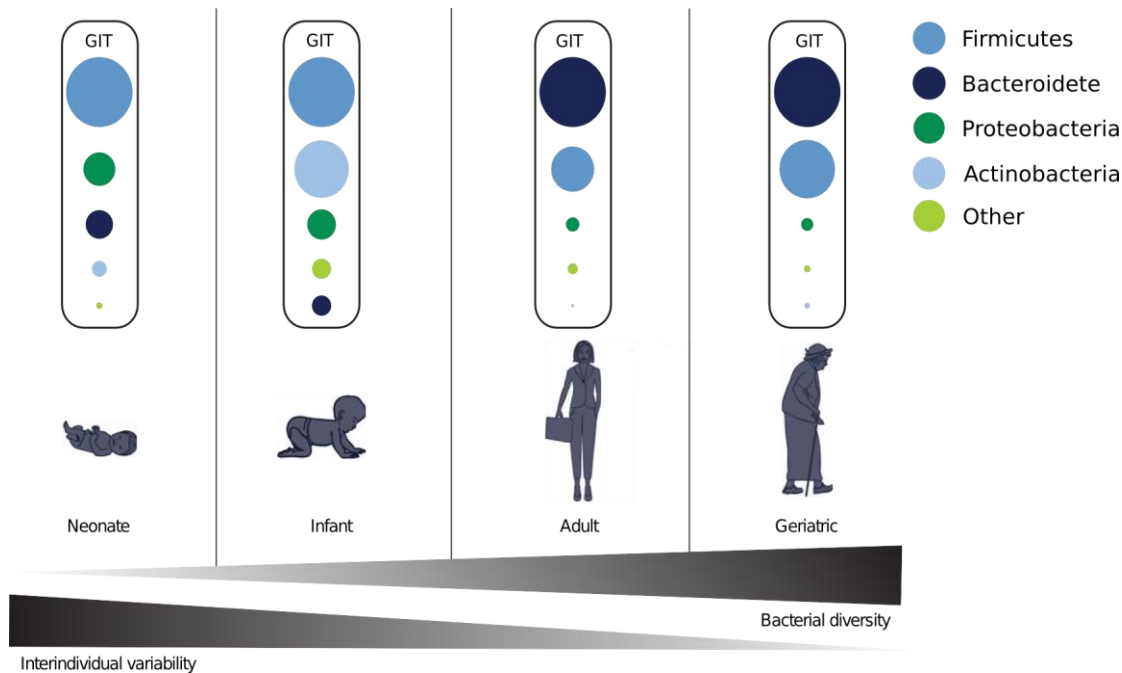 GIT
GIT
GIT
GIT
Firmicutes
Bacteroidete
Proteobacteria
Actinobacteria
Other
Neonate
Infant
Adult
Geriatric
Bacterial diversity
Interindividual variability